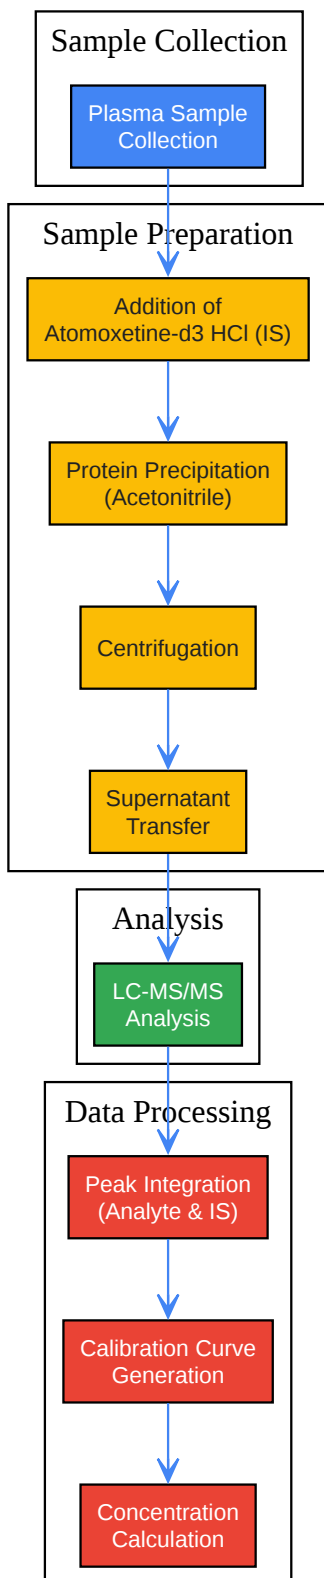 Sample Collection
Plasma Sample
Collection
Sample Preparation
Addition of
Atomoxetine-d3 HCl (IS)
Protein Precipitation
(Acetonitrile)
Centrifugation
Supernatant
Transfer
Analysis
LC-MS/MS
Analysis
Data Processing
Peak Integration
(Analyte & IS)
Calibration Curve
Generation
Concentration
Calculation